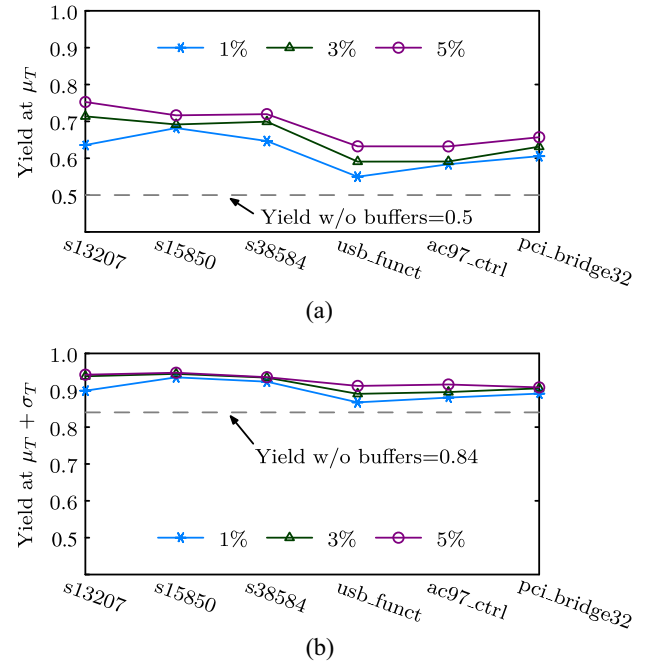 1.0
0.9
0.8
0.7
0.6
0.5
Yield at μT
1% 3% 5%
Yield w/o buffers=0.5
s13207 s15850 s38584 usb_funct ac97_ctrl pci_bridge32
(a)
1.0
0.9
0.8
0.7
0.6
0.5
Yield at μT + σT
Yield w/o buffers=0.84
1% 3% 5%
s13207 s15850 s38584 usb_funct ac97_ctrl pci_bridge32
(b)